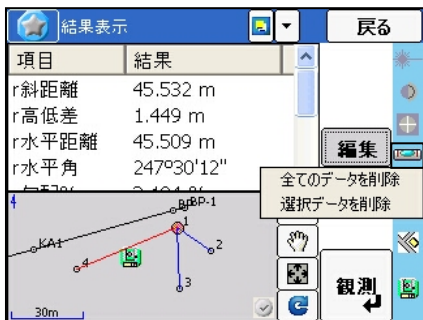 結果表示
戻る
項目 結果
r斜距離 45.532 m
r高低差 1.449 m
r水平距離 45.509 m
r水平角 247º30'12"
編集
全てのデータを削除
選択データを削除
4
BP-1
KA1
1
2
4
3
30m
観測